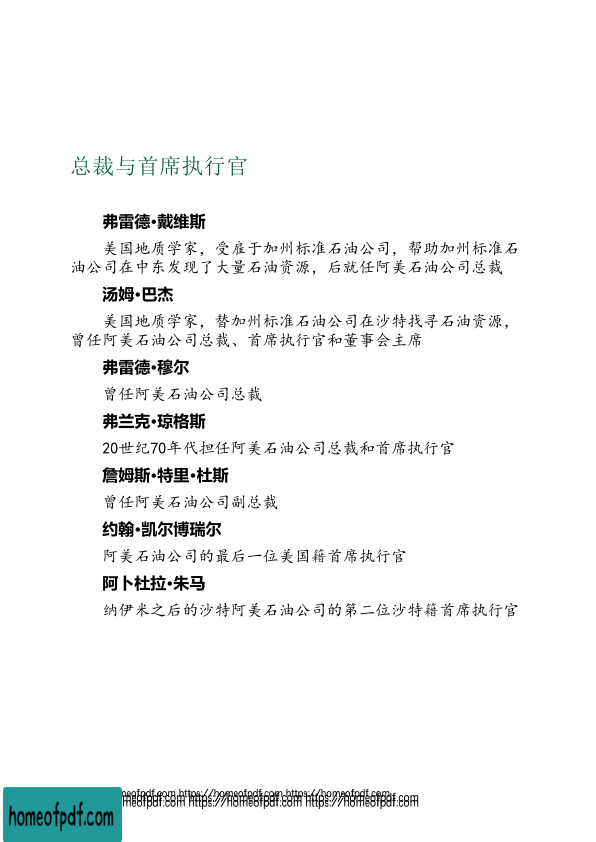 总裁与首席执行官
弗雷德·戴维斯
美国地质学家，受雇于加州标准石油公司，帮助加州标准石
油公司在中东发现了大量石油资源，后就任阿美石油公司总裁
汤姆·巴杰
美国地质学家，替加州标准石油公司在沙特找寻石油资源，
曾任阿美石油公司总裁、首席执行官和董事会主席
弗雷德·穆尔
曾任阿美石油公司总裁
弗兰克·琼格斯
20世纪70年代担任阿美石油公司总裁和首席执行官
詹姆斯·特里·杜斯
曾任阿美石油公司副总裁
约翰·凯尔博瑞尔
阿美石油公司的最后一位美国籍首席执行官
阿卜杜拉·朱马
纳伊米之后的沙特阿美石油公司的第二位沙特籍首席执行官
homeofpdf.com https://homeofpdf.com https://homeofpdf.com
homeofpdf.com https://homeofpdf.com https://homeofpdf.com
homeofpdf.com